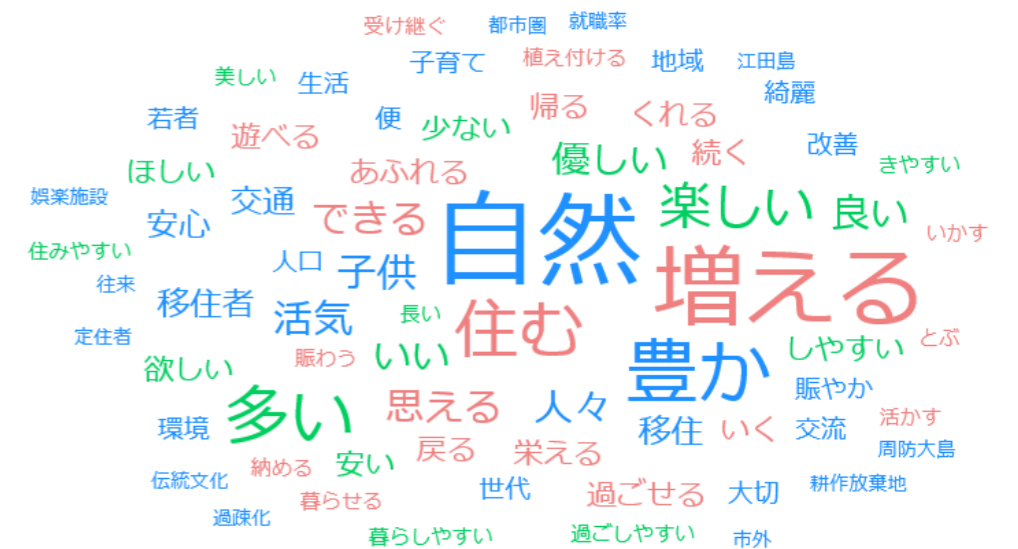 受け継ぐ 都市圏 就職率
子育て 植え付ける 地域 江田島
美しい 生活 綺麗
若者 遊べる 便 少ない 帰る くれる 改善
ほしい あふれる 優しい 続く きやすい
娯楽施設 安心 交通 できる 自然 楽しい 良い いかす
住みやすい 人口 子供 増える
往来 移住者 活気 長い 住む
定住者 賑わう いい 豊か しやすい とぶ
欲しい 賑やか
環境 多い 思える 人々 移住 いく 交流 活かす
戻る 栄える 周防大島
伝統文化 納める 安い 世代 過ごせる 大切 耕作放棄地
過疎化 暮らせる
暮らしやすい 過ごしやすい 市外